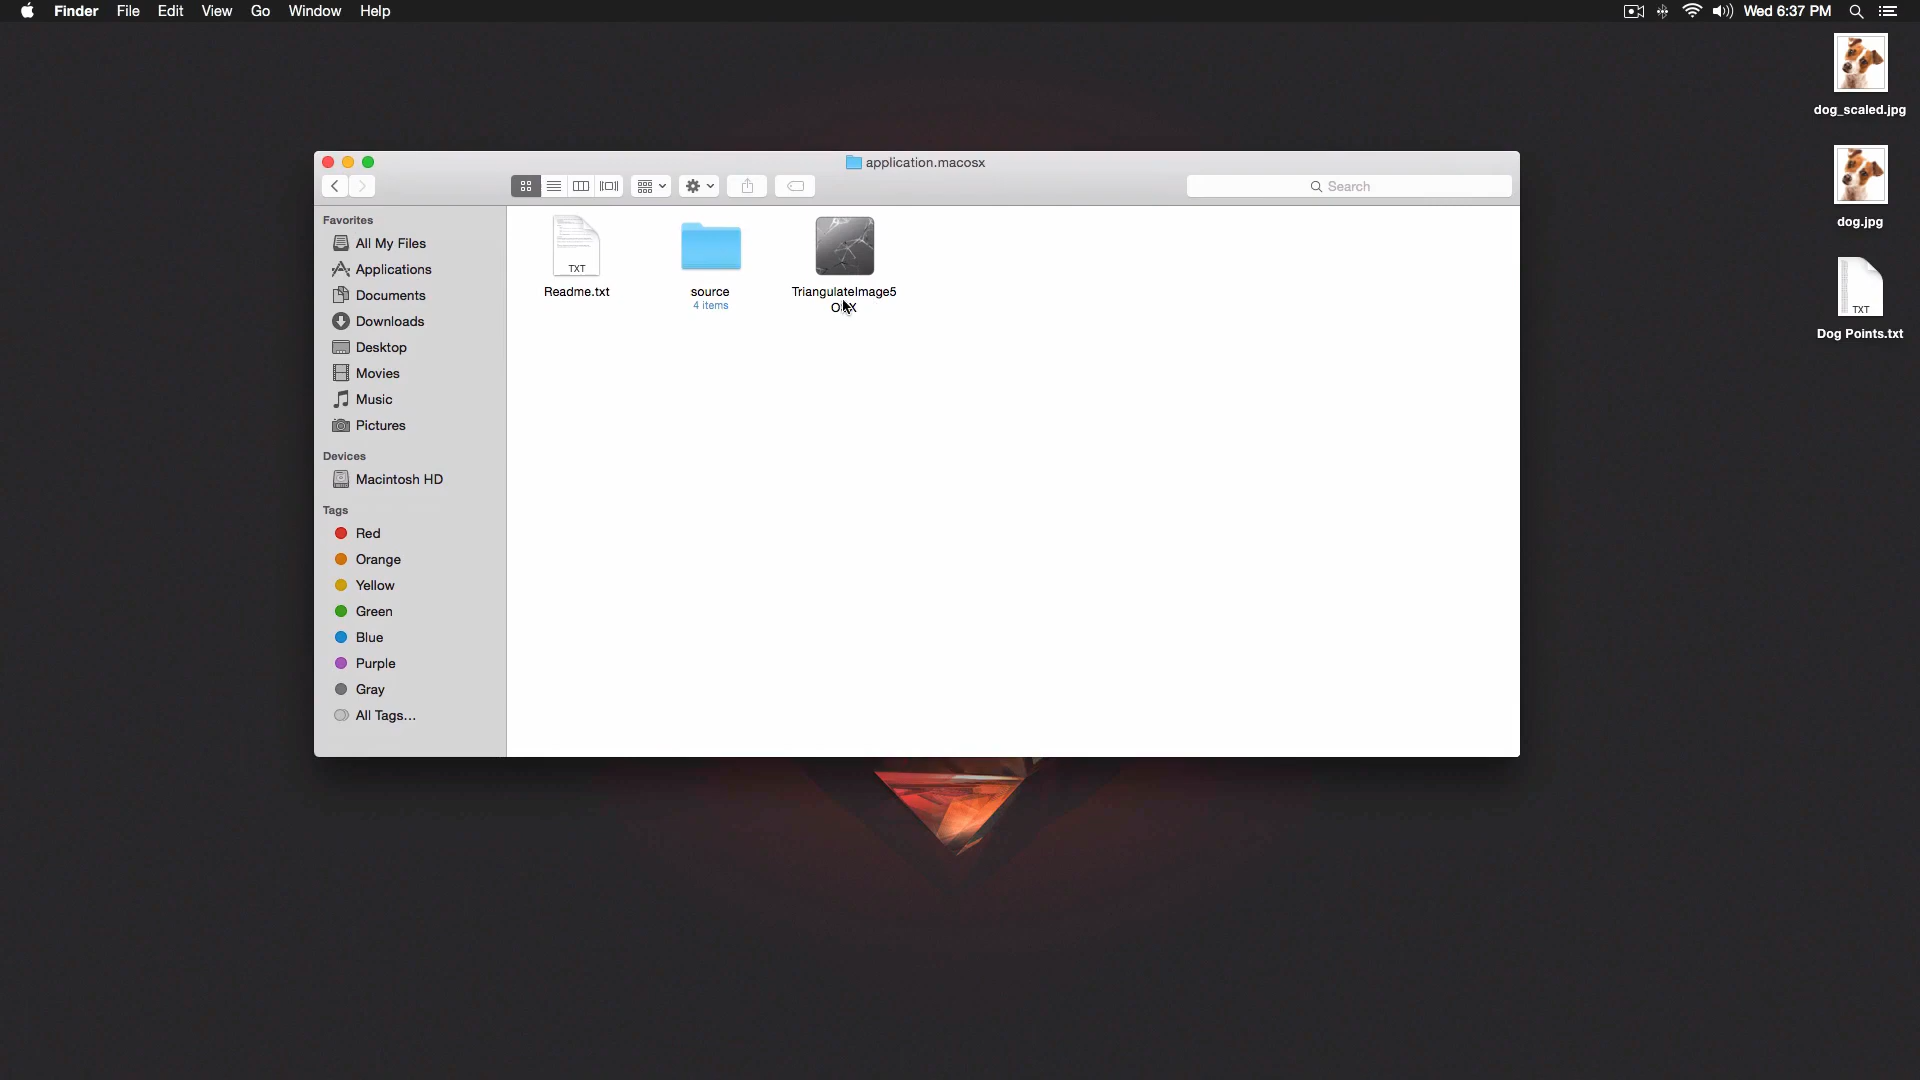 Finder File Edit View Go Window Help
Wed 6:37 PM
application.macosx
Search
Favorites
All My Files
Applications
Documents
Downloads
Desktop
Movies
Music
Pictures
Devices
Macintosh HD
Tags
Red
Orange
Yellow
Green
Blue
Purple
Gray
All Tags...
TXT
Readme.txt
source
4 items
TriangulateImage5
dog_scaled.jpg
dog.jpg
TXT
Dog Points.txt